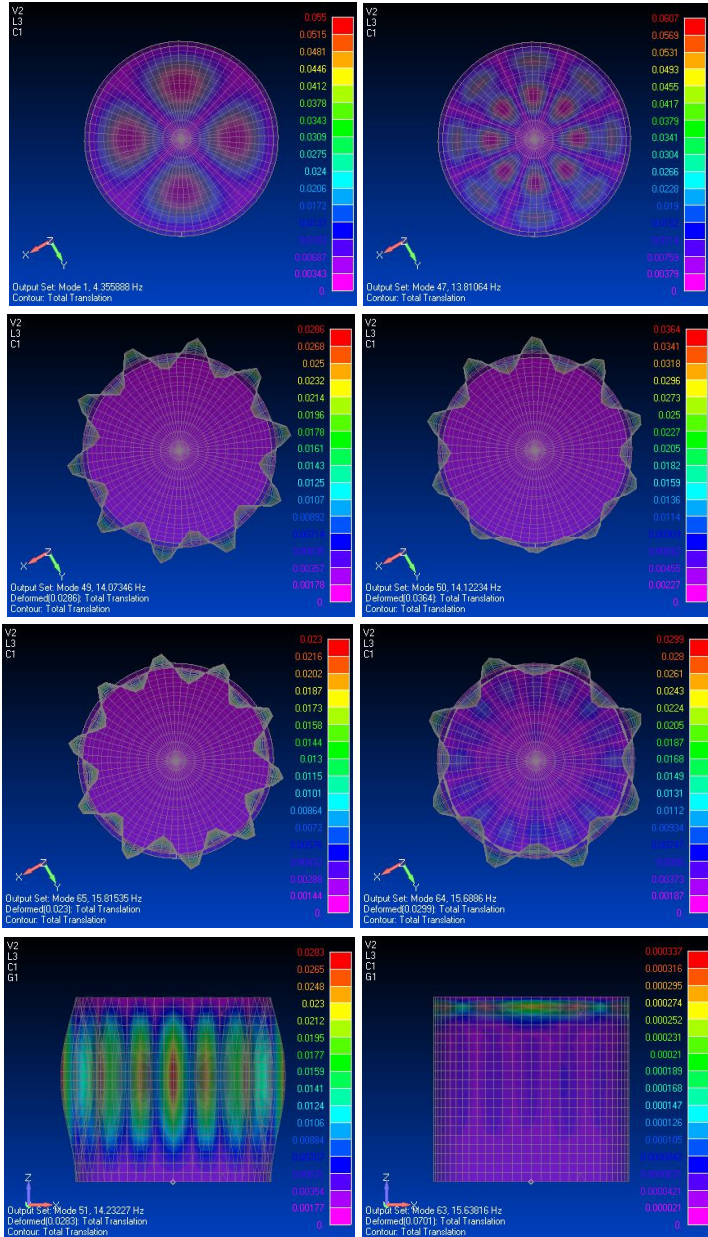 V2
L3
C1
0.055
0.0515
0.0481
0.0446
0.0412
0.0378
0.0343
0.0309
0.0275
0.024
0.0206
0.0172
0.00687
0.00343
0
X
Z
Y
Output Set: Mode 1, 4.355888 Hz
Contour: Total Translation
V2
L3
C1
0.0607
0.0569
0.0531
0.0493
0.0455
0.0417
0.0379
0.0341
0.0304
0.0266
0.0228
0.019
0.0152
0.00759
0.00379
0
X
Z
Y
Output Set: Mode 47, 13.81064 Hz
Contour: Total Translation
V2
L3
C1
0.0286
0.0268
0.025
0.0232
0.0214
0.0196
0.0178
0.0161
0.0143
0.0125
0.0107
0.00892
0.00714
0.00357
0.00178
0
X
Z
Y
Output Set: Mode 49, 14.07346 Hz
Deformed(0.0286): Total Translation
Contour: Total Translation
V2
L3
C1
0.0364
0.0341
0.0318
0.0296
0.0273
0.025
0.0227
0.0205
0.0182
0.0159
0.0136
0.0114
0.00455
0.00227
0
X
Z
Y
Output Set: Mode 50, 14.12234 Hz
Deformed(0.0364): Total Translation
Contour: Total Translation
V2
L3
C1
0.023
0.0216
0.0202
0.0187
0.0173
0.0158
0.0144
0.013
0.0115
0.0101
0.00864
0.0072
0.00288
0.00144
0
X
Z
Y
Output Set: Mode 65, 15.81535 Hz
Deformed(0.023): Total Translation
Contour: Total Translation
V2
L3
C1
0.0299
0.028
0.0261
0.0243
0.0224
0.0205
0.0187
0.0168
0.0149
0.0131
0.0112
0.00934
0.00373
0.00187
0
X
Z
Y
Output Set: Mode 64, 15.6886 Hz
Deformed(0.0299): Total Translation
Contour: Total Translation
V2
L3
C1
G1
0.0283
0.0265
0.0248
0.023
0.0212
0.0195
0.0177
0.0159
0.0141
0.0124
0.0106
0.00884
0.00354
0.00177
0
Z
X
Output Set: Mode 51, 14.23227 Hz
Deformed(0.0283): Total Translation
Contour: Total Translation
V2
L3
C1
G1
0.000337
0.000316
0.000295
0.000274
0.000252
0.000231
0.00021
0.000189
0.000168
0.000147
0.000126
0.000105
0.0000421
0.000021
0
Z
X
Output Set: Mode 63, 15.63816 Hz
Deformed(0.0701): Total Translation
Contour: Total Translation